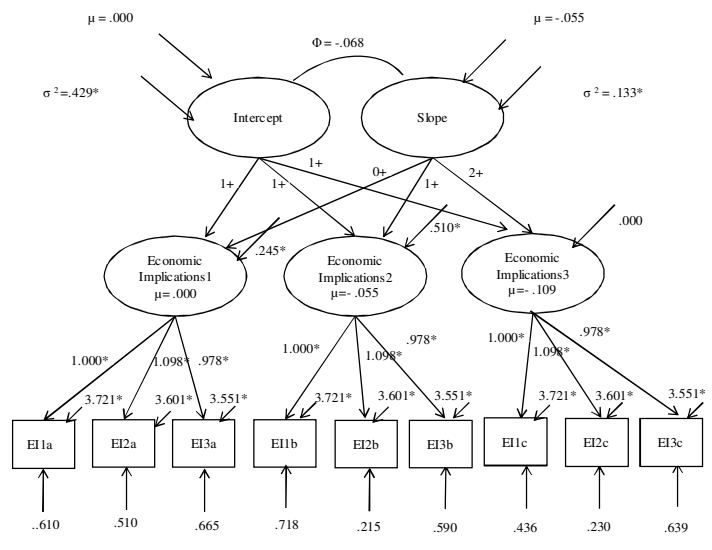 μ = .000
μ = -.055
Φ = -.068
σ ² =.429*
σ ² = .133*
Intercept
Slope
1+
0+
2+
1+
1+
1+
.510*
.000
.245*
Economic
Implications1
μ= .000
Economic
Implications2
μ=- .055
Economic
Implications3
μ=- .109
1.000*
1.098*
.978*
1.000*
1.098*
.978*
1.000*
1.098*
.978*
3.721*
3.601*
3.551*
3.721*
3.601*
3.551*
3.721*
3.601*
3.551*
EI1a
EI2a
EI3a
EI1b
EI2b
EI3b
EI1c
EI2c
EI3c
..610
.510
.665
.718
.215
.590
.436
.230
.639